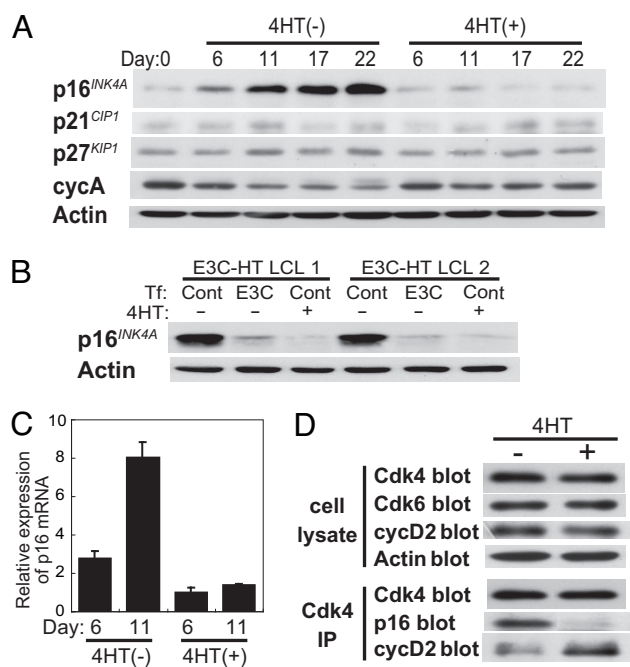 A
4HT(-) 4HT(+)
Day:0 6 11 17 22 6 11 17 22
p16INK4A
p21CIP1
p27KIP1
cycA
Actin
B
E3C-HT LCL 1 E3C-HT LCL 2
Tf: Cont E3C Cont Cont E3C Cont
4HT: – – + – – +
p16INK4A
Actin
C
Relative expression
of p16 mRNA
10
8
6
4
2
0
Day: 6 11 6 11
4HT(-) 4HT(+)
D
4HT
- +
cell
lysate
Cdk4 blot
Cdk6 blot
cycD2 blot
Actin blot
Cdk4
IP
Cdk4 blot
p16 blot
cycD2 blot